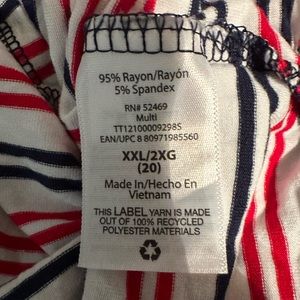 95% Rayon/Rayón
5% Spandex
RN# 52469
Multi
TT12100009298S
EAN/UPC 8 80971985560
XXL/2XG
(20)
Made In/Hecho En
Vietnam
THIS LABEL YARN IS MADE
OUT OF 100% RECYCLED
POLYESTER MATERIALS